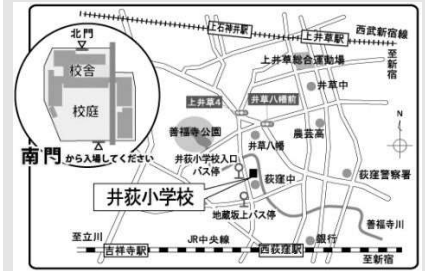 北門
校舎
校庭
南門から入場してください
上石神井駅
上井草駅
西武新宿線
至新宿
上井草総合運動場
井草中
上井草4
井草八幡前
善福寺公園
井草八幡
農芸高
N
井荻小学校入口
バス停
荻窪中
荻窪警察署
井荻小学校
地蔵坂上バス停
善福寺川
至立川
JR中央線
銀行
吉祥寺駅
西荻窪駅
至新宿